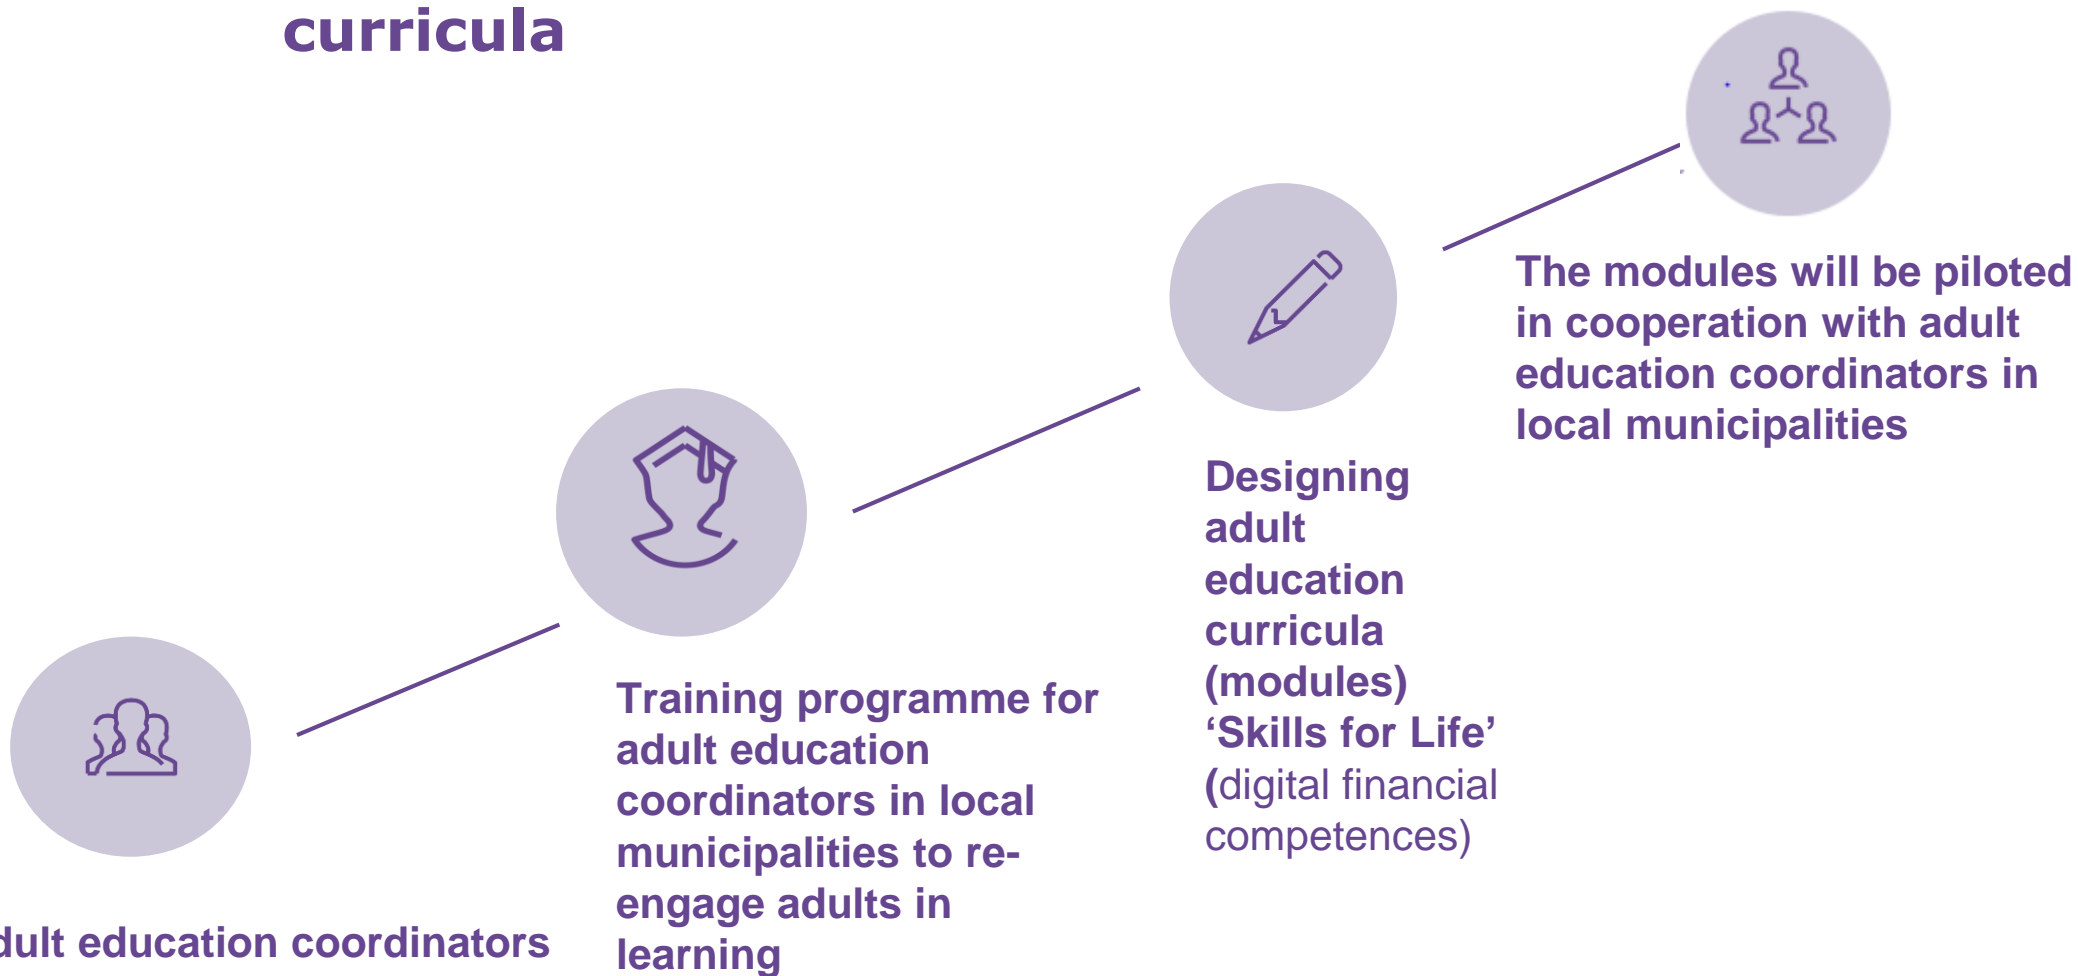 curricula
dult education coordinators
Training programme for
adult education
coordinators in local
municipalities to re-
engage adults in
learning
Designing
adult
education
curricula
(modules)
‘Skills for Life’
(digital financial
competences)
The modules will be piloted
in cooperation with adult
education coordinators in
local municipalities